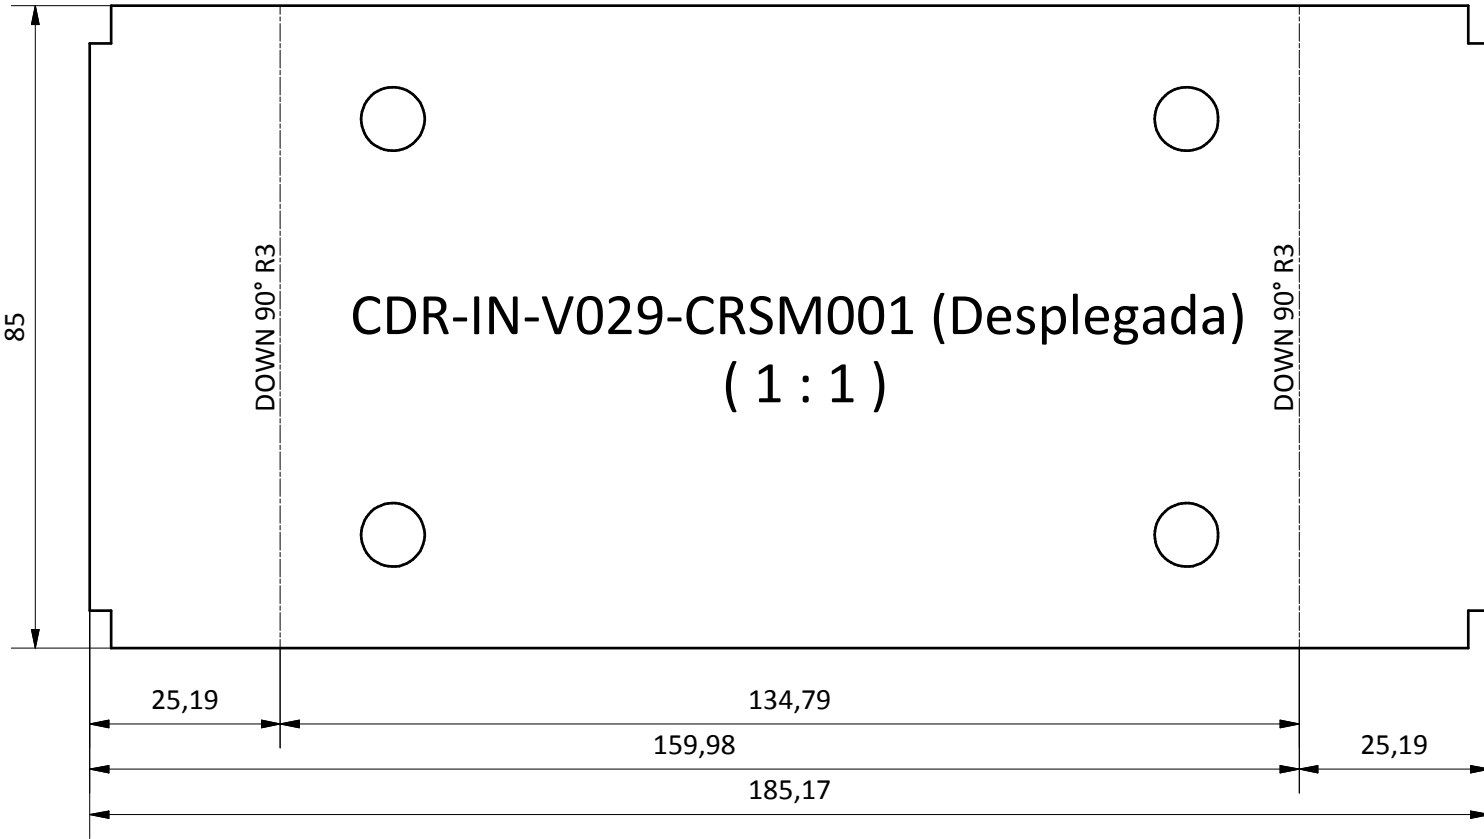 85
DOWN 90° R3
CDR-IN-V029-CRSM001 (Desplegada)
( 1 : 1 )
DOWN 90° R3
25,19
134,79
159,98
25,19
185,17